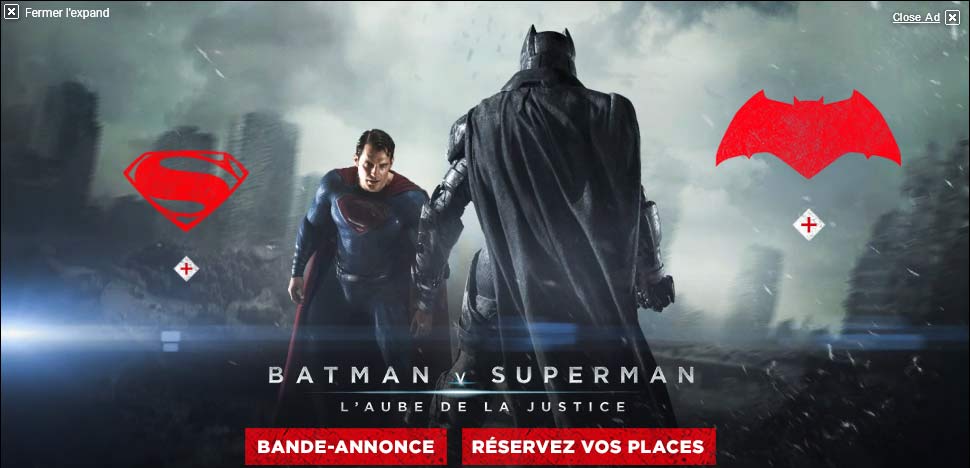 Fermer l'expand
Close Ad
BATMAN v SUPERMAN
L'AUBE DE LA JUSTICE
BANDE-ANNONCE
RÉSERVEZ VOS PLACES